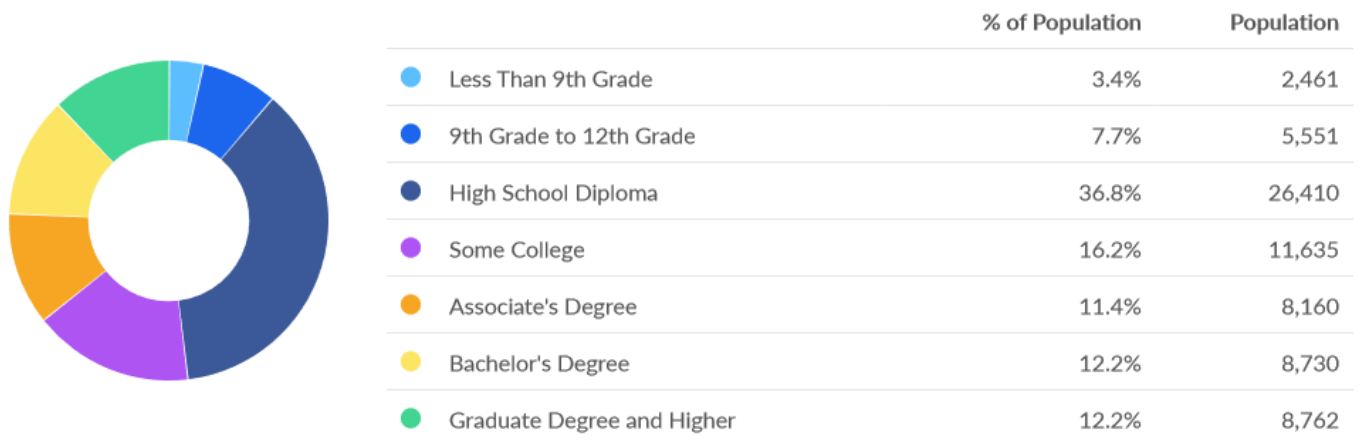 % of Population Population
Less Than 9th Grade 3.4% 2,461
9th Grade to 12th Grade 7.7% 5,551
High School Diploma 36.8% 26,410
Some College 16.2% 11,635
Associate's Degree 11.4% 8,160
Bachelor's Degree 12.2% 8,730
Graduate Degree and Higher 12.2% 8,762